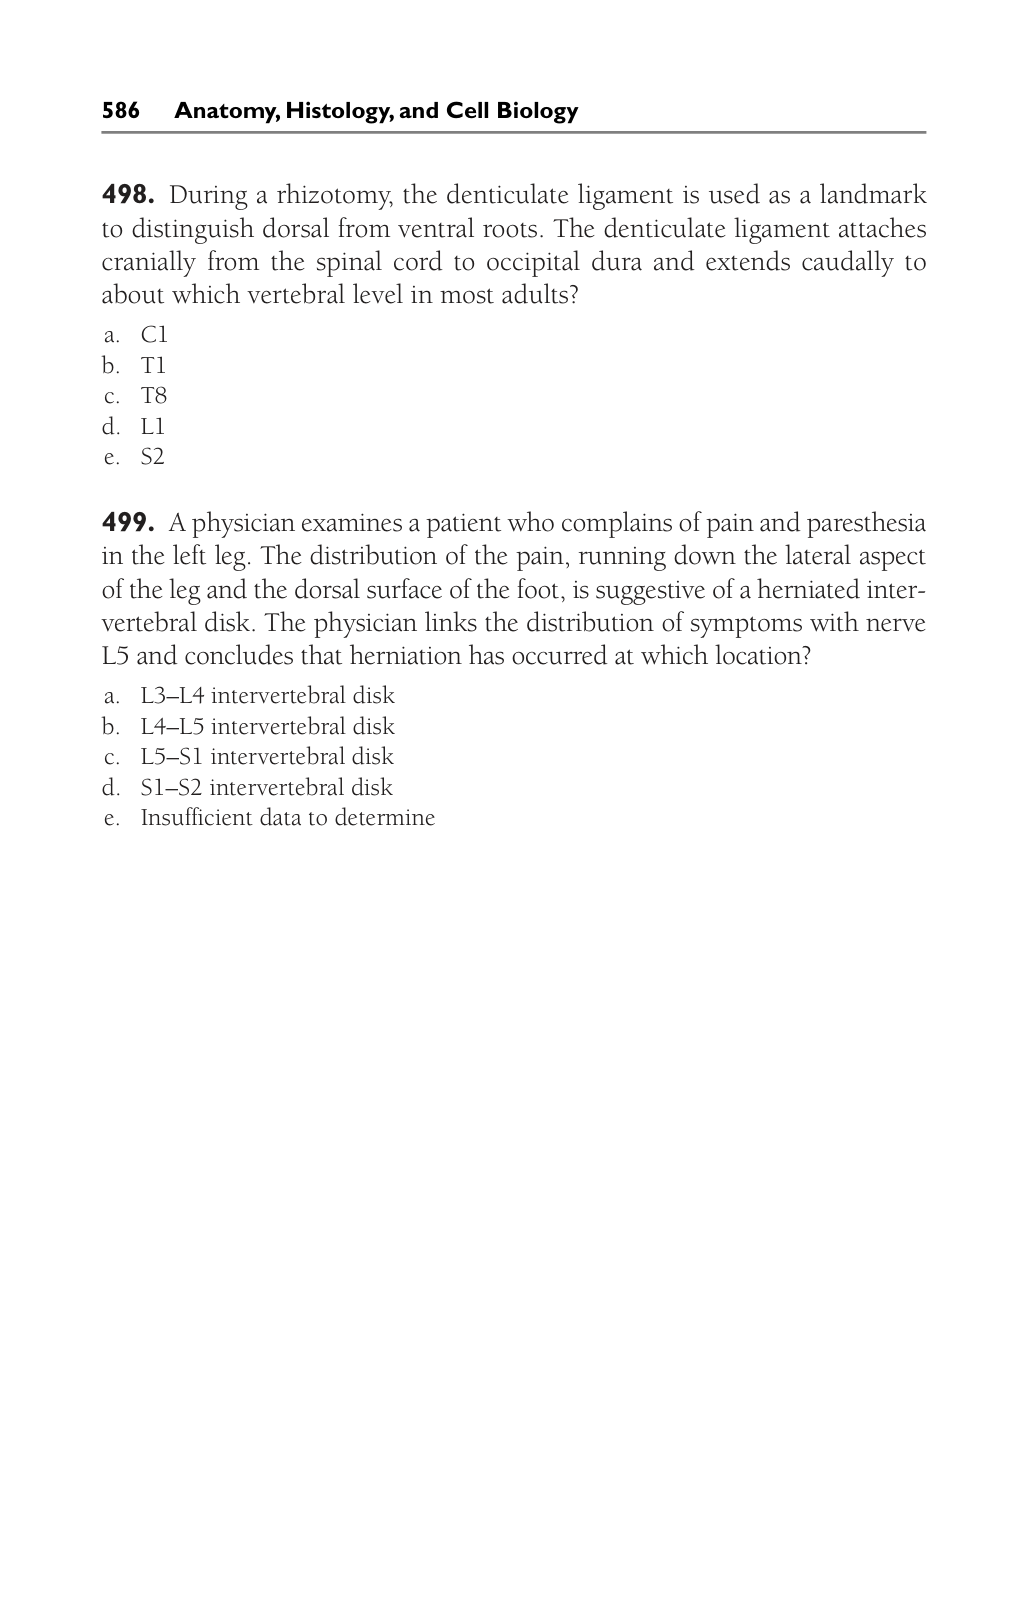 586 Anatomy, Histology, and Cell Biology
498. During a rhizotomy, the denticulate ligament is used as a landmark
to distinguish dorsal from ventral roots. The denticulate ligament attaches
cranially from the spinal cord to occipital dura and extends caudally to
about which vertebral level in most adults?
a. C1
b. T1
c. T8
d. L1
e. S2
499. A physician examines a patient who complains of pain and paresthesia
in the left leg. The distribution of the pain, running down the lateral aspect
of the leg and the dorsal surface of the foot, is suggestive of a herniated inter-
vertebral disk. The physician links the distribution of symptoms with nerve
L5 and concludes that herniation has occurred at which location?
a. L3–L4 intervertebral disk
b. L4–L5 intervertebral disk
c. L5–S1 intervertebral disk
d. S1–S2 intervertebral disk
e. Insufficient data to determine